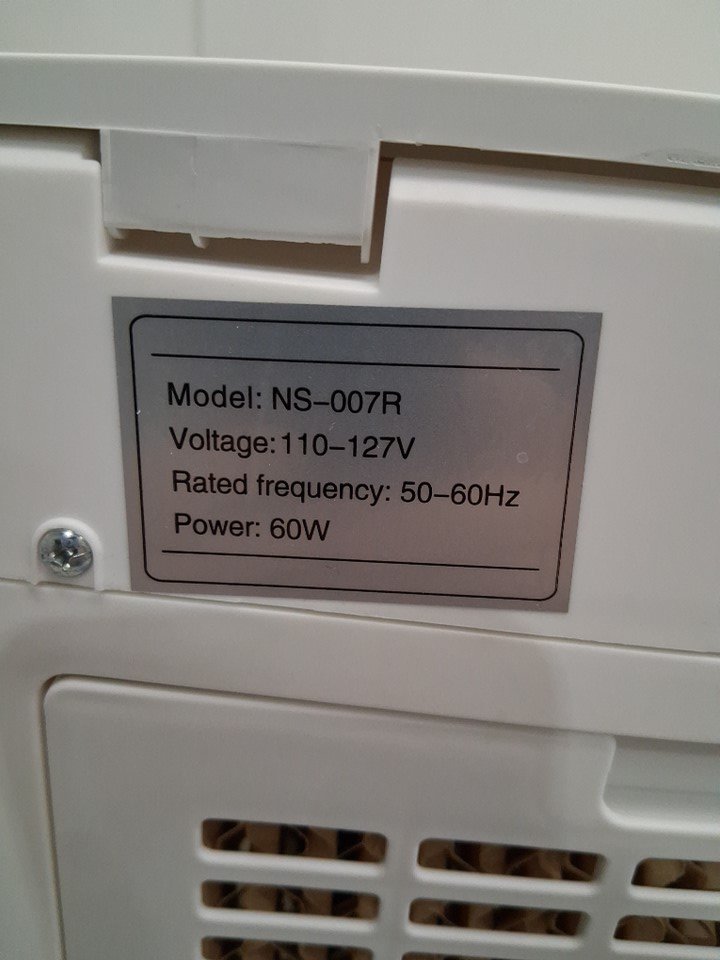 Model: NS–007R
Voltage: 110–127V
Rated frequency: 50–60Hz
Power: 60W